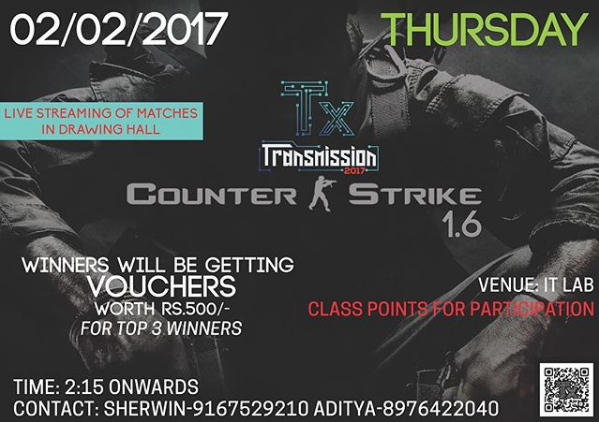 02/02/2017
THURSDAY
LIVE STREAMING OF MATCHES
IN DRAWING HALL
Tx
Transmission
2017
COUNTER STRIKE
1.6
WINNERS WILL BE GETTING
VOUCHERS
WORTH RS.500/-
FOR TOP 3 WINNERS
VENUE: IT LAB
CLASS POINTS FOR PARTICIPATION
TIME: 2:15 ONWARDS
CONTACT: SHERWIN-9167529210 ADITYA-8976422040